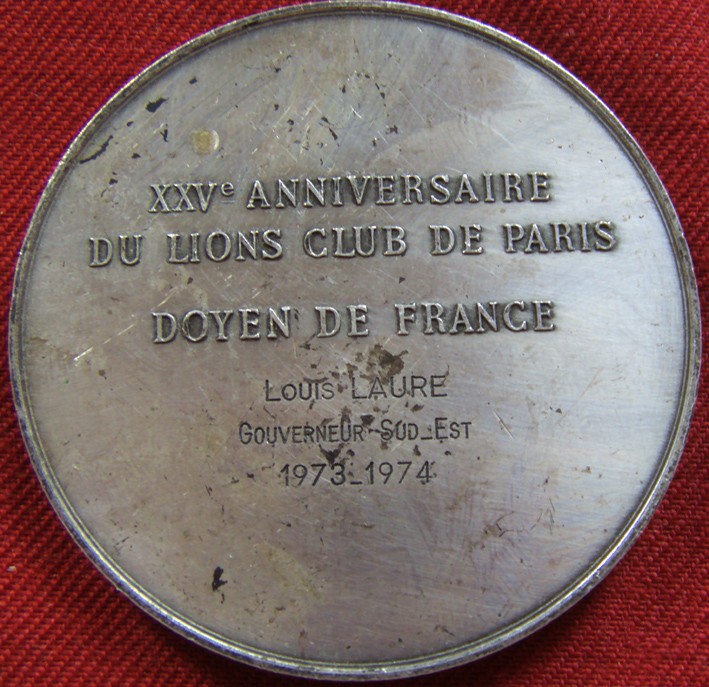 XXVe ANNIVERSAIRE
DU LIONS CLUB DE PARIS
DOYEN DE FRANCE
LOUIS LAURE
GOUVERNEUR SUD_EST
1973_1974